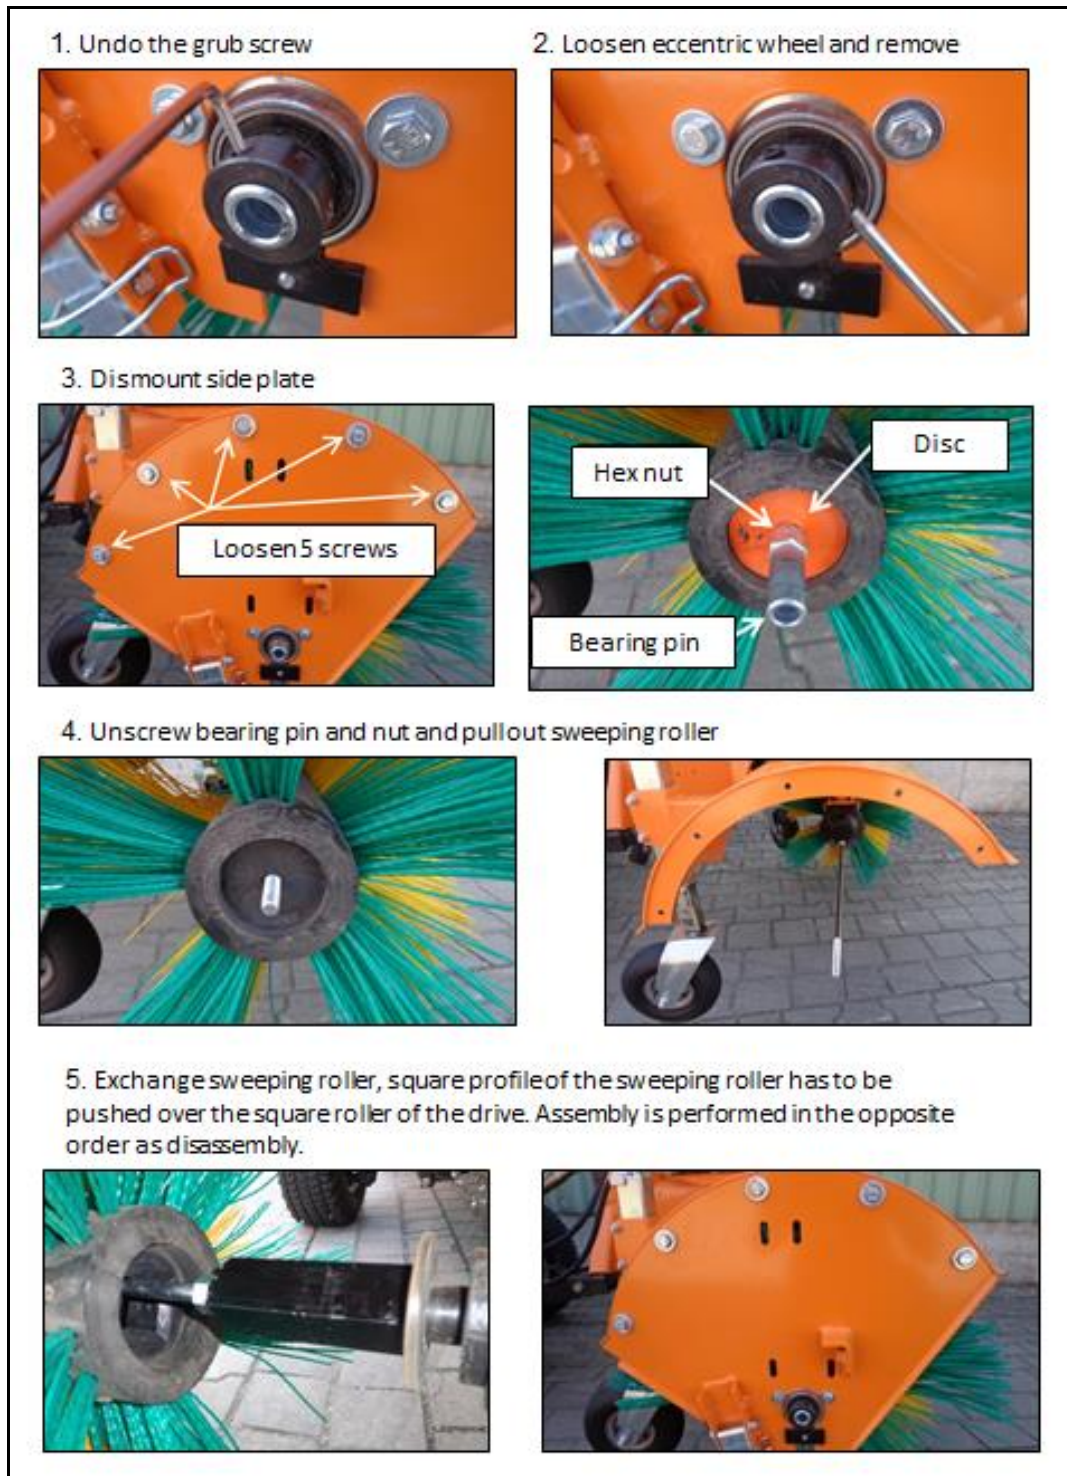 1. Undo the grub screw
2. Loosen eccentric wheel and remove
3. Dismount side plate
Hex nut
Disc
Loosen 5 screws
Bearing pin
4. Unscrew bearing pin and nut and pull out sweeping roller
5. Exchange sweeping roller, square profile of the sweeping roller has to be
pushed over the square roller of the drive. Assembly is performed in the opposite
order as disassembly.